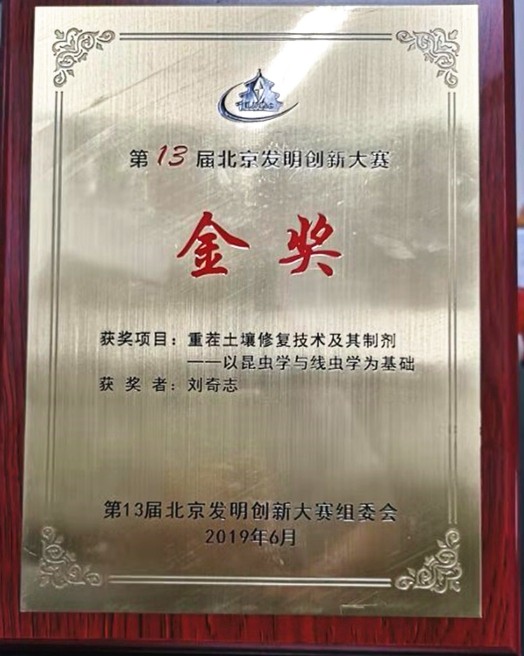 第13届北京发明创新大赛
金奖
获奖项目：重茬土壤修复技术及其制剂
——以昆虫学与线虫学为基础
获奖者：刘奇志
第13届北京发明创新大赛组委会
2019年6月